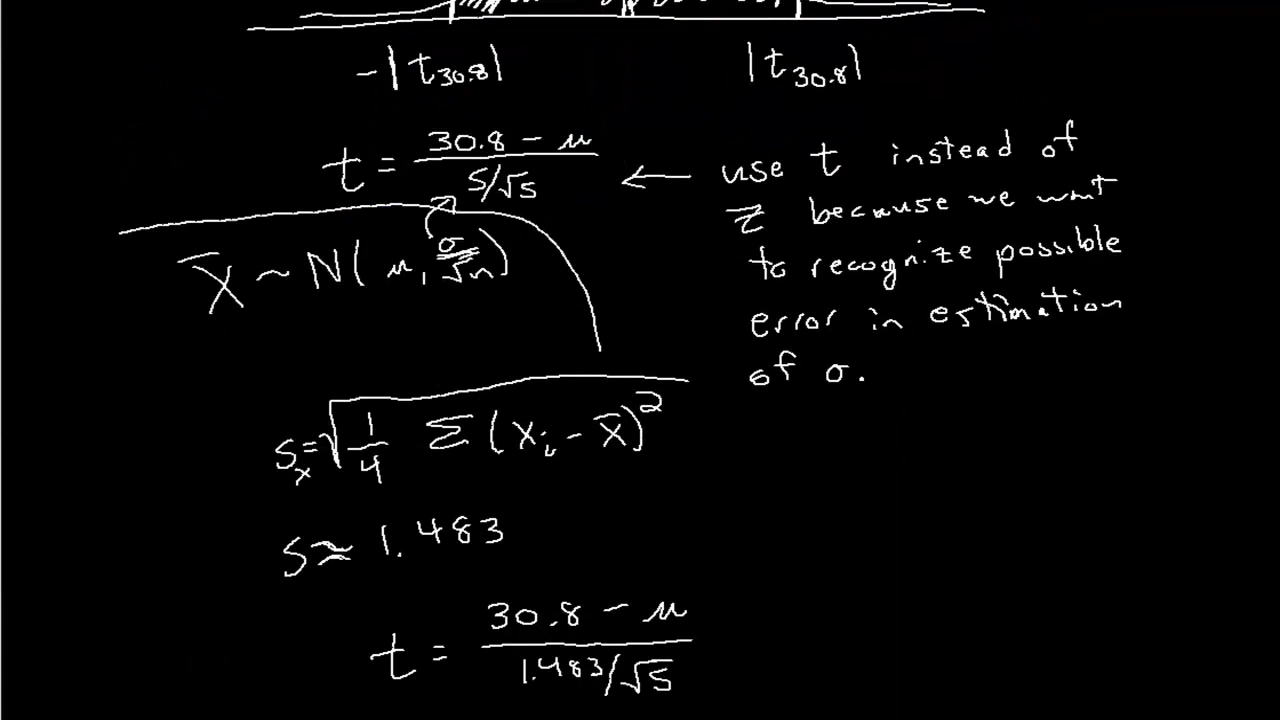 -|t₃₀.₈|
|t₃₀.₈|
t = (30.8 - μ)/(s/√5)
← use t instead of
z because we want
to recognize possible
error in estimation
of σ.
X̄ ~ N(μ, σ/√n)
sₓ = √(1/4 Σ(xᵢ - x̄)²)
s ≈ 1.483
t = (30.8 - μ)/(1.483/√5)